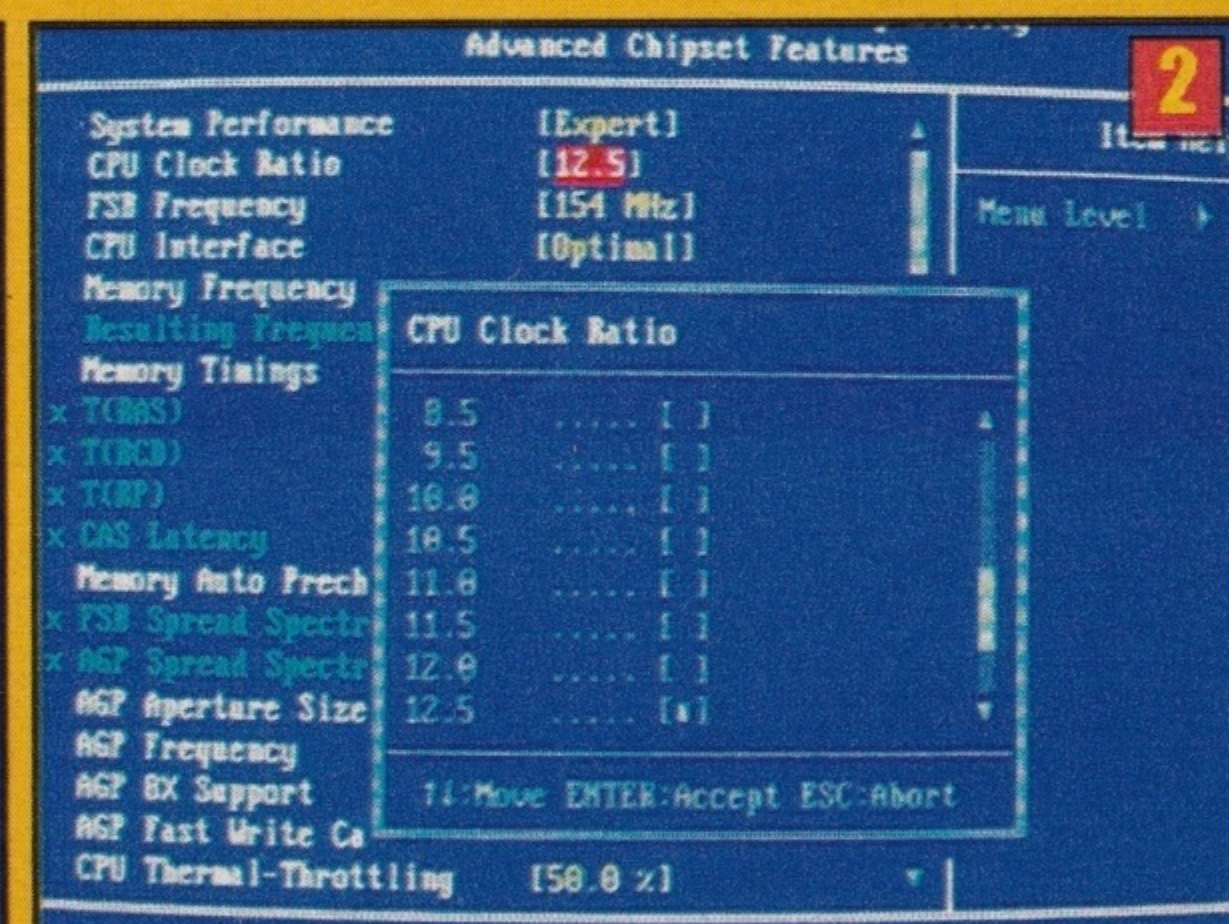 Advanced Chipset Features
2
System Performance [Expert]
CPU Clock Ratio [12.5]
FSB Frequency [154 MHz]
CPU Interface [Optimal]
Memory Frequency
Resulting Frequen
Memory Timings
x T(RAS)
x T(RCD)
x T(RP)
x CAS Latency
Memory Auto Prech
x FSB Spread Spectr
x AGP Spread Spectr
AGP Aperture Size
AGP Frequency
AGP 8X Support
AGP Fast Write Ca
CPU Thermal-Throttling [50.0 %]
Item Hel
Menu Level
CPU Clock Ratio
8.5 ..... [ ]
9.5 ..... [ ]
10.0 ..... [ ]
10.5 ..... [ ]
11.0 ..... [ ]
11.5 ..... [ ]
12.0 ..... [ ]
12.5 ..... [▪]
↑↓:Move ENTER:Accept ESC:Abort